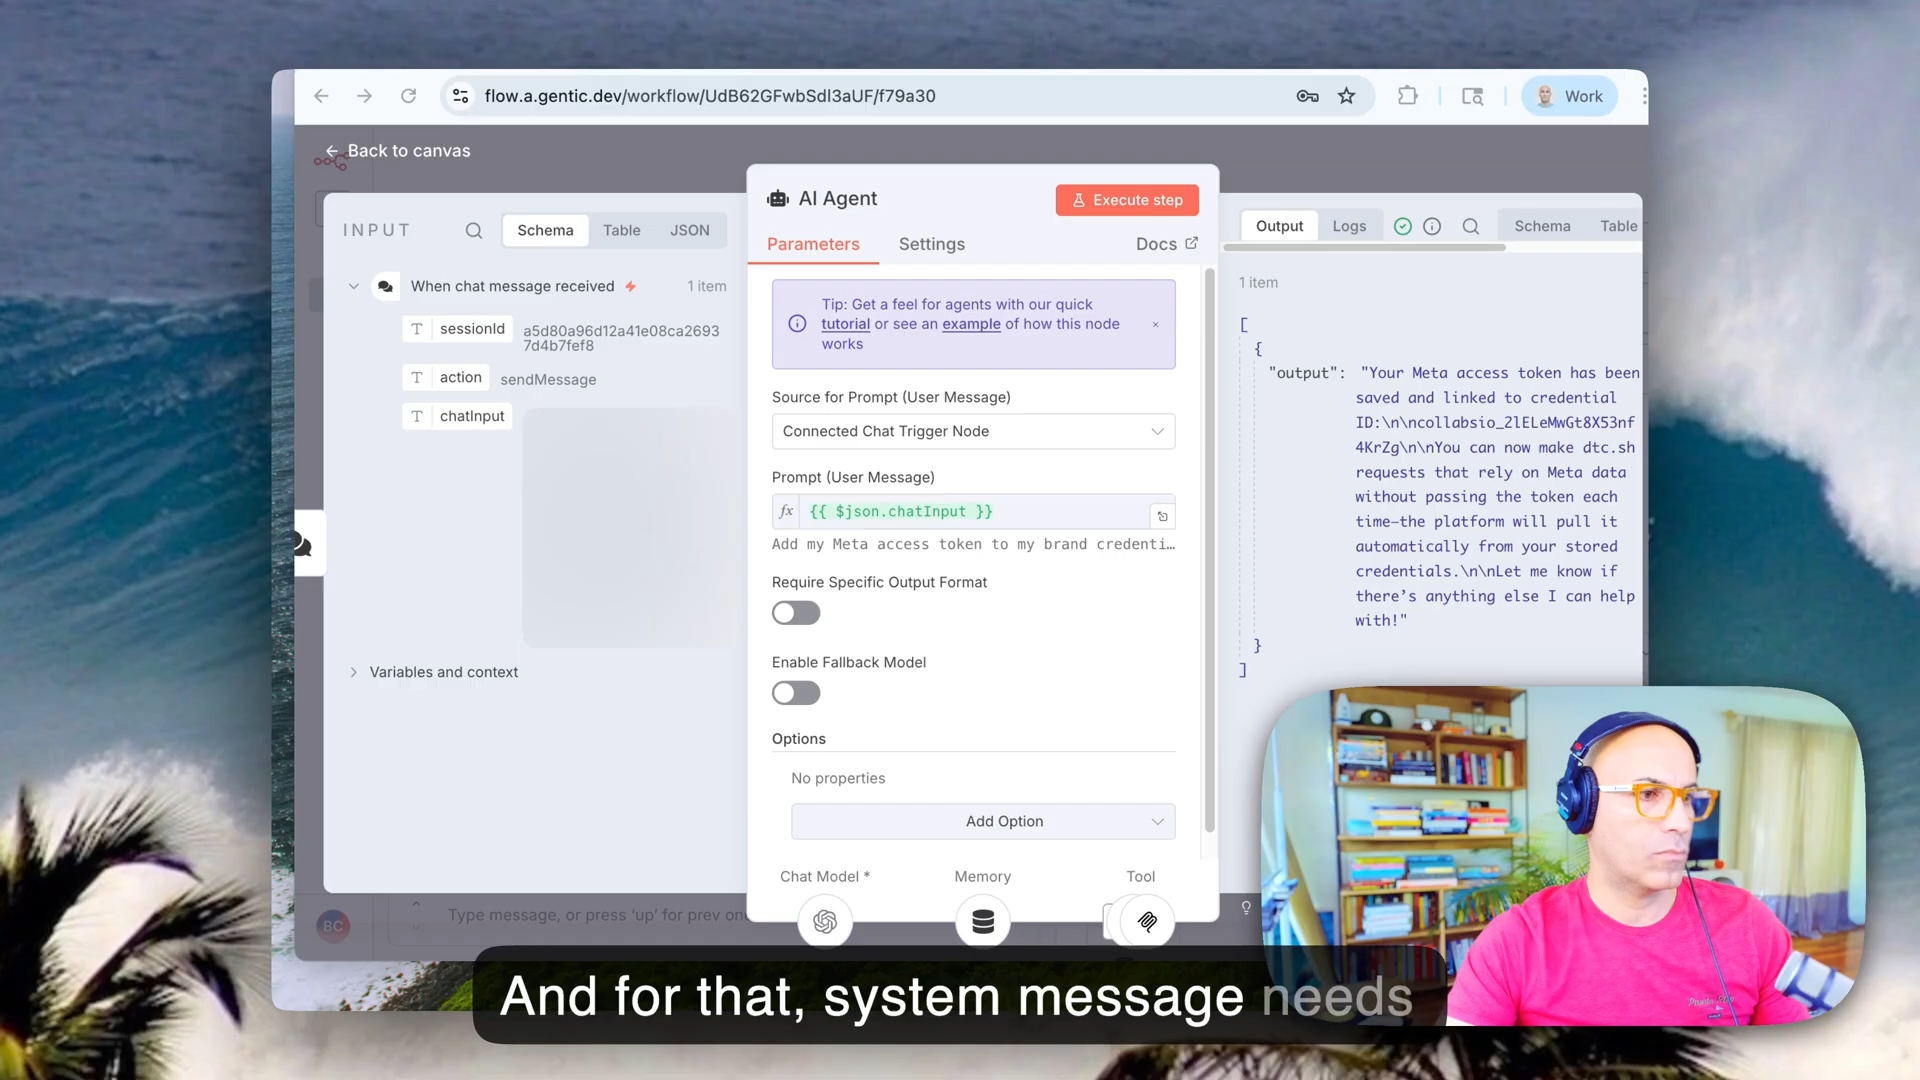 flow.a.gentic.dev/workflow/UdB62GFwbSdl3aUF/f79a30
Work
Back to canvas
INPUT
Schema
Table
JSON
When chat message received
1 item
T sessionId
a5d80a96d12a41e08ca2693
7d4b7fef8
T action
sendMessage
T chatInput
Variables and context
BC
Type message, or press ‘up’ for prev on
AI Agent
Execute step
Parameters
Settings
Docs
Tip: Get a feel for agents with our quick
tutorial or see an example of how this node
works
×
Source for Prompt (User Message)
Connected Chat Trigger Node
Prompt (User Message)
fx {{ $json.chatInput }}
Add my Meta access token to my brand credenti…
Require Specific Output Format
Enable Fallback Model
Options
No properties
Add Option
Chat Model *
Memory
Tool
Output
Logs
Schema
Table
1 item
[
{
"output": "Your Meta access token has been
saved and linked to credential
ID:\n\ncollabsio_2lELeMwGt8X53nf
4KrZg\n\nYou can now make dtc.sh
requests that rely on Meta data
without passing the token each
time—the platform will pull it
automatically from your stored
credentials.\n\nLet me know if
there’s anything else I can help
with!"
}
]
And for that, system message needs